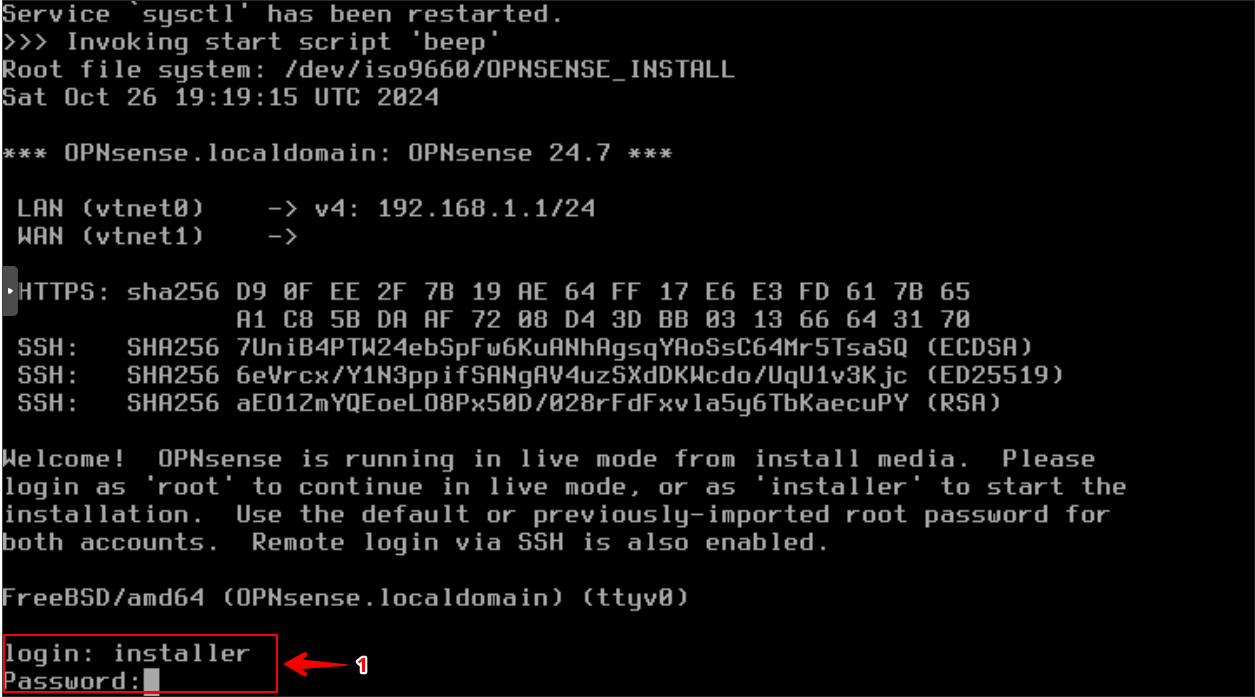 Service `sysctl' has been restarted.
>>> Invoking start script 'beep'
Root file system: /dev/iso9660/OPNSENSE_INSTALL
Sat Oct 26 19:19:15 UTC 2024
*** OPNsense.localdomain: OPNsense 24.7 ***
LAN (vtnet0)    -> v4: 192.168.1.1/24
WAN (vtnet1)    ->
HTTPS: sha256 D9 0F EE 2F 7B 19 AE 64 FF 17 E6 E3 FD 61 7B 65
A1 C8 5B DA AF 72 08 D4 3D BB 03 13 66 64 31 70
SSH:   SHA256 7UniB4PTW24ebSpFw6KuANhAgsqYAoSsC64Mr5TsaSQ (ECDSA)
SSH:   SHA256 6eVrcx/Y1N3ppifSANgAV4uzSXdDKWcdo/UqU1v3Kjc (ED25519)
SSH:   SHA256 aEO1ZmYQEoeLO8Px50D/028rFdFxvla5y6TbKaecuPY (RSA)
Welcome!  OPNsense is running in live mode from install media.  Please
login as 'root' to continue in live mode, or as 'installer' to start the
installation.  Use the default or previously-imported root password for
both accounts.  Remote login via SSH is also enabled.
FreeBSD/amd64 (OPNsense.localdomain) (ttyv0)
login: installer
1
Password: